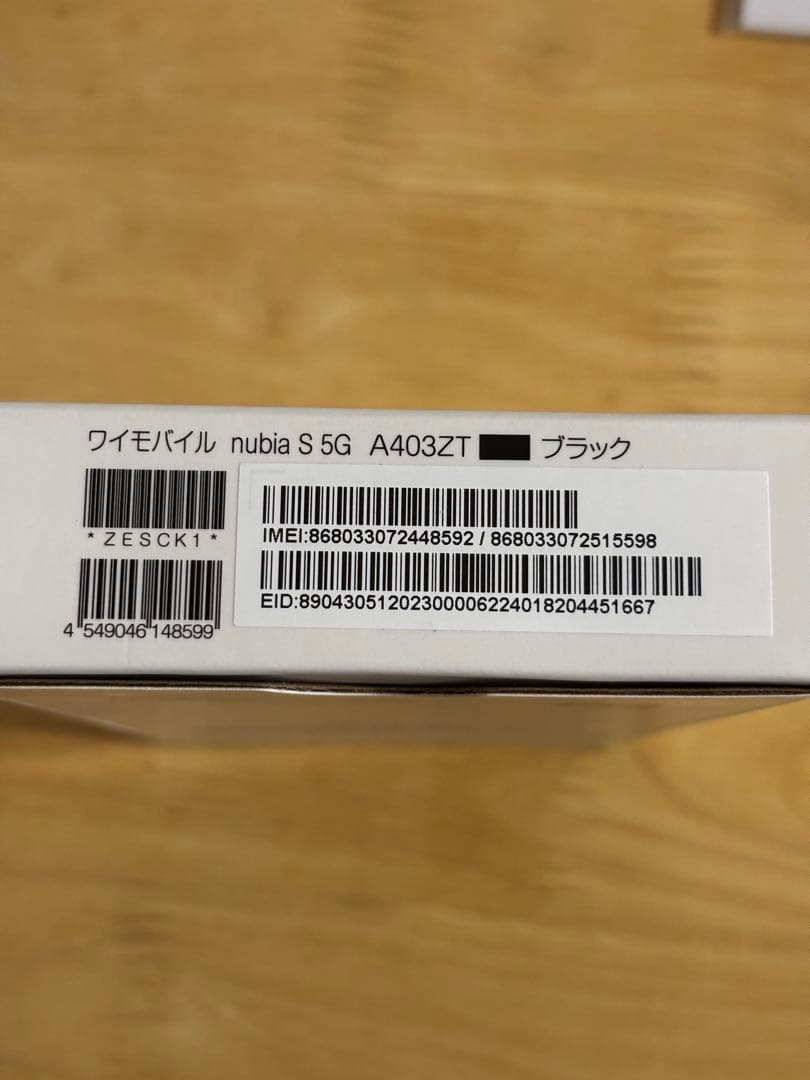 ワイモバイル nubia S 5G A403ZT ブラック
*ZESCK1*
4 549046 148599
IMEI:868033072448592 / 868033072515598
EID:89043051202300006224018204451667